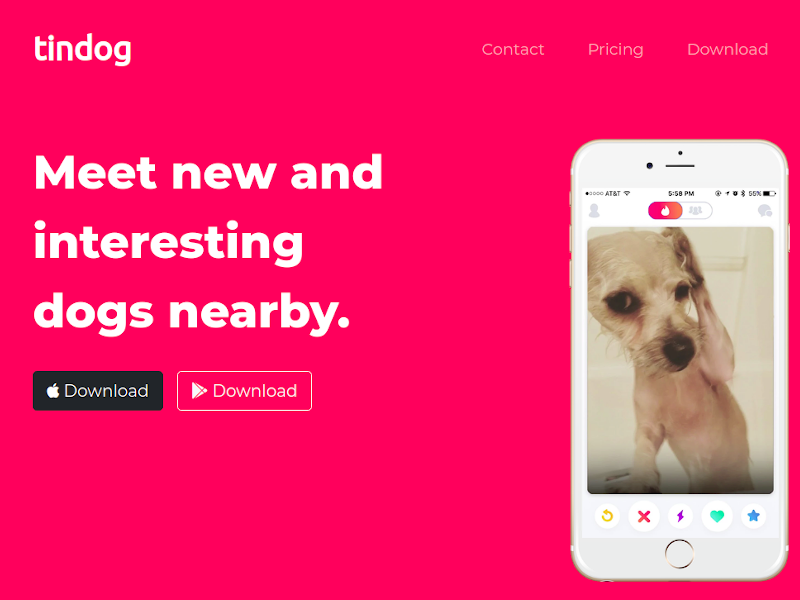 tindog
Contact Pricing Download
Meet new and
interesting
dogs nearby.
Download Download
AT&T 5:58 PM 55%